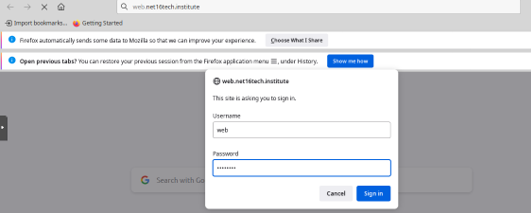 web.net16tech.institute
Import bookmarks...
Getting Started
Firefox automatically sends some data to Mozilla so that we can improve your experience.
Choose What I Share
Open previous tabs? You can restore your previous session from the Firefox application menu ☰, under History.
Show me how
web.net16tech.institute
This site is asking you to sign in.
Username
web
Password
••••••••
Search with Go
Cancel
Sign in